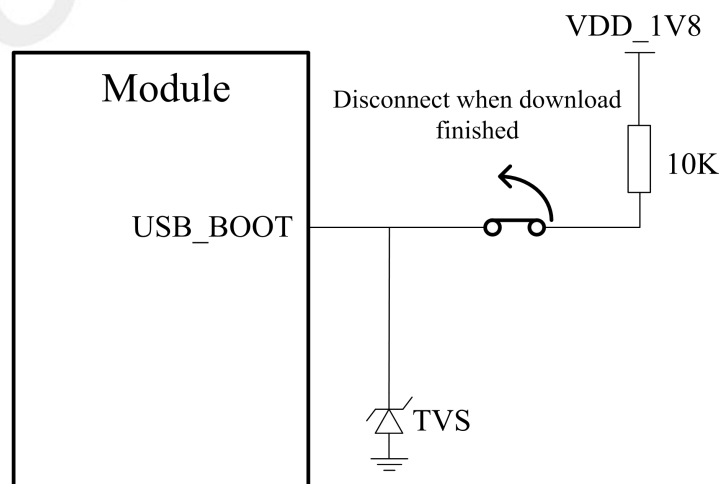 VDD_1V8
Module
Disconnect when download
finished
10K
USB_BOOT
TVS